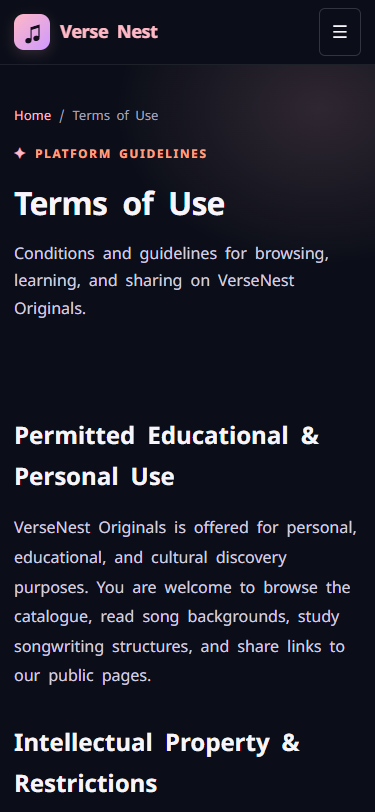 Verse Nest
Home / Terms of Use
PLATFORM GUIDELINES
Terms of Use
Conditions and guidelines for browsing,
learning, and sharing on VerseNest
Originals.
Permitted Educational &
Personal Use
VerseNest Originals is offered for personal,
educational, and cultural discovery
purposes. You are welcome to browse the
catalogue, read song backgrounds, study
songwriting structures, and share links to
our public pages.
Intellectual Property &
Restrictions